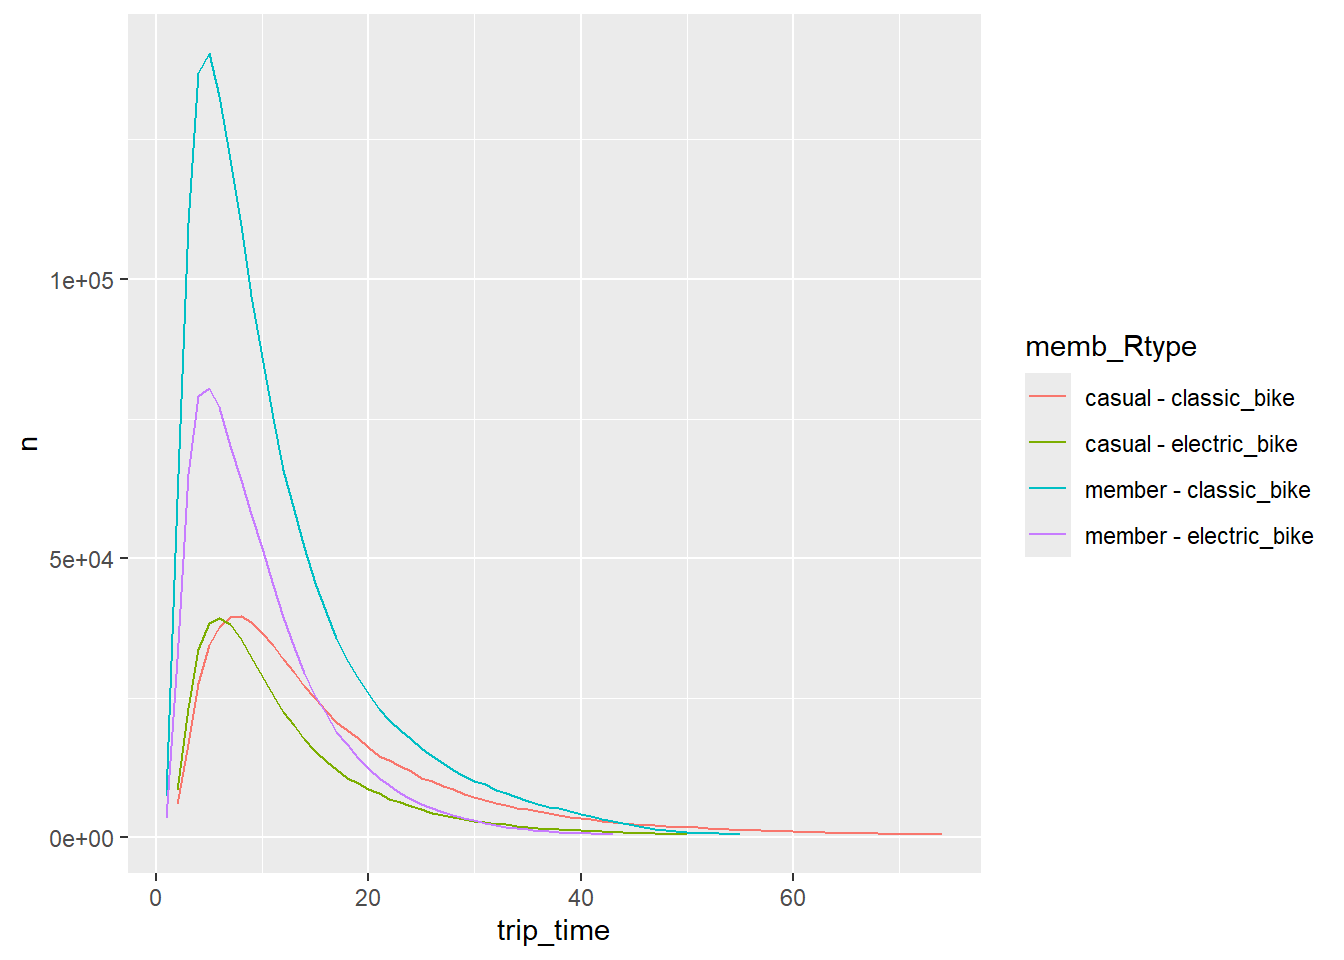 1e+05
5e+04
0e+00
n
0
20
40
60
trip_time
memb_Rtype
casual - classic_bike
casual - electric_bike
member - classic_bike
member - electric_bike